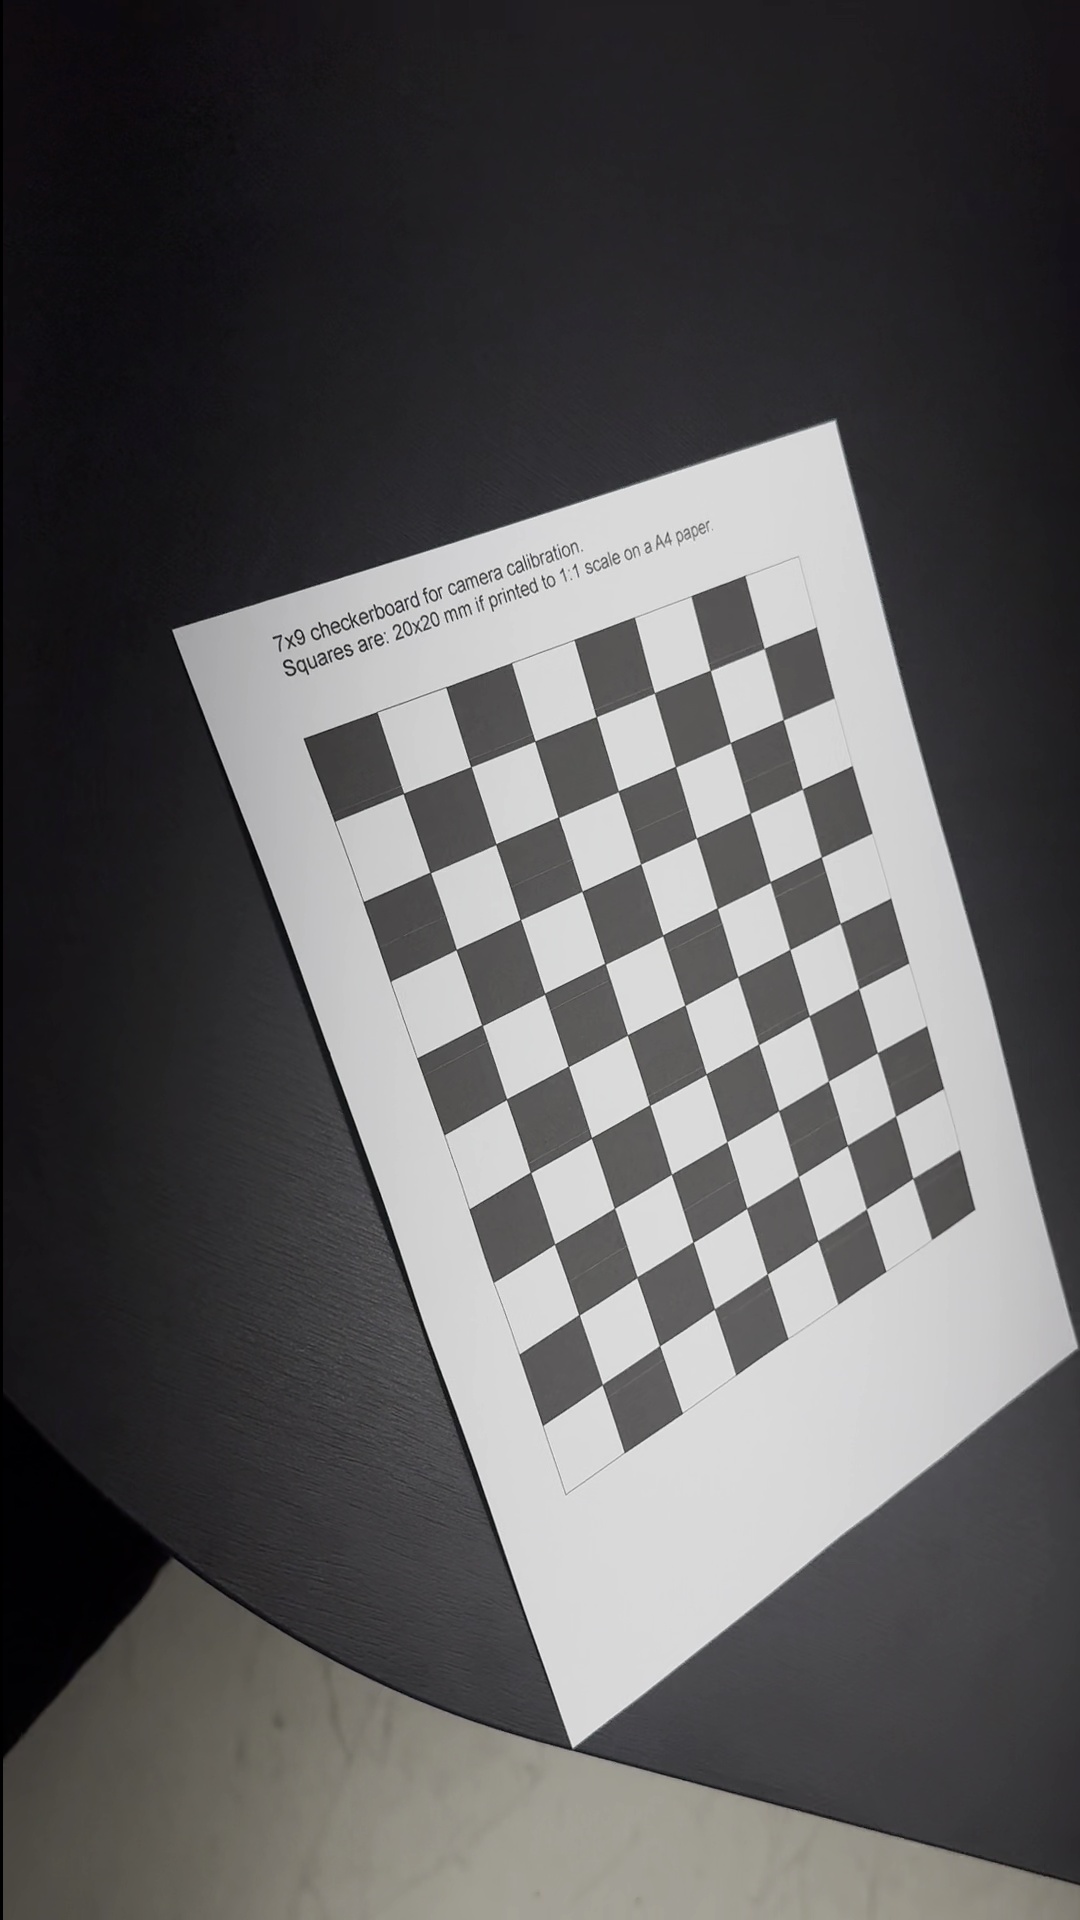 7x9 checkerboard for camera calibration.
Squares are: 20x20 mm if printed to 1:1 scale on a A4 paper.